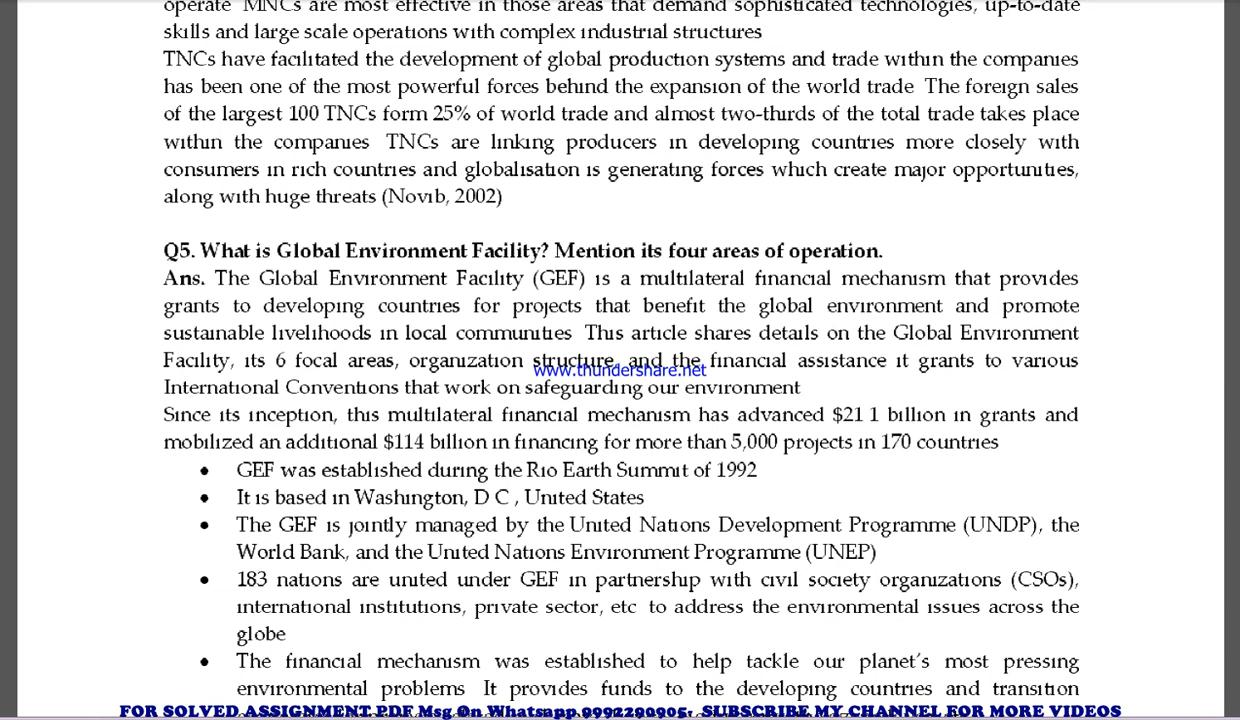 operate MNCs are most effective in those areas that demand sophisticated technologies, up-to-date
skills and large scale operations with complex industrial structures
TNCs have facilitated the development of global production systems and trade within the companies
has been one of the most powerful forces behind the expansion of the world trade The foreign sales
of the largest 100 TNCs form 25% of world trade and almost two-thirds of the total trade takes place
within the companies TNCs are linking producers in developing countries more closely with
consumers in rich countries and globalisation is generating forces which create major opportunities,
along with huge threats (Novib, 2002)
Q5. What is Global Environment Facility? Mention its four areas of operation.
Ans. The Global Environment Facility (GEF) is a multilateral financial mechanism that provides
grants to developing countries for projects that benefit the global environment and promote
sustainable livelihoods in local communities This article shares details on the Global Environment
Facility, its 6 focal areas, organization structure, and the financial assistance it grants to various
www.thundershare.net
International Conventions that work on safeguarding our environment
Since its inception, this multilateral financial mechanism has advanced $21 1 billion in grants and
mobilized an additional $114 billion in financing for more than 5,000 projects in 170 countries
• GEF was established during the Rio Earth Summit of 1992
• It is based in Washington, D C , United States
• The GEF is jointly managed by the United Nations Development Programme (UNDP), the
World Bank, and the United Nations Environment Programme (UNEP)
• 183 nations are united under GEF in partnership with civil society organizations (CSOs),
international institutions, private sector, etc to address the environmental issues across the
globe
• The financial mechanism was established to help tackle our planet's most pressing
environmental problems It provides funds to the developing countries and transition
FOR SOLVED ASSIGNMENT PDF Msg On Whatsapp 9992290905, SUBSCRIBE MY CHANNEL FOR MORE VIDEOS